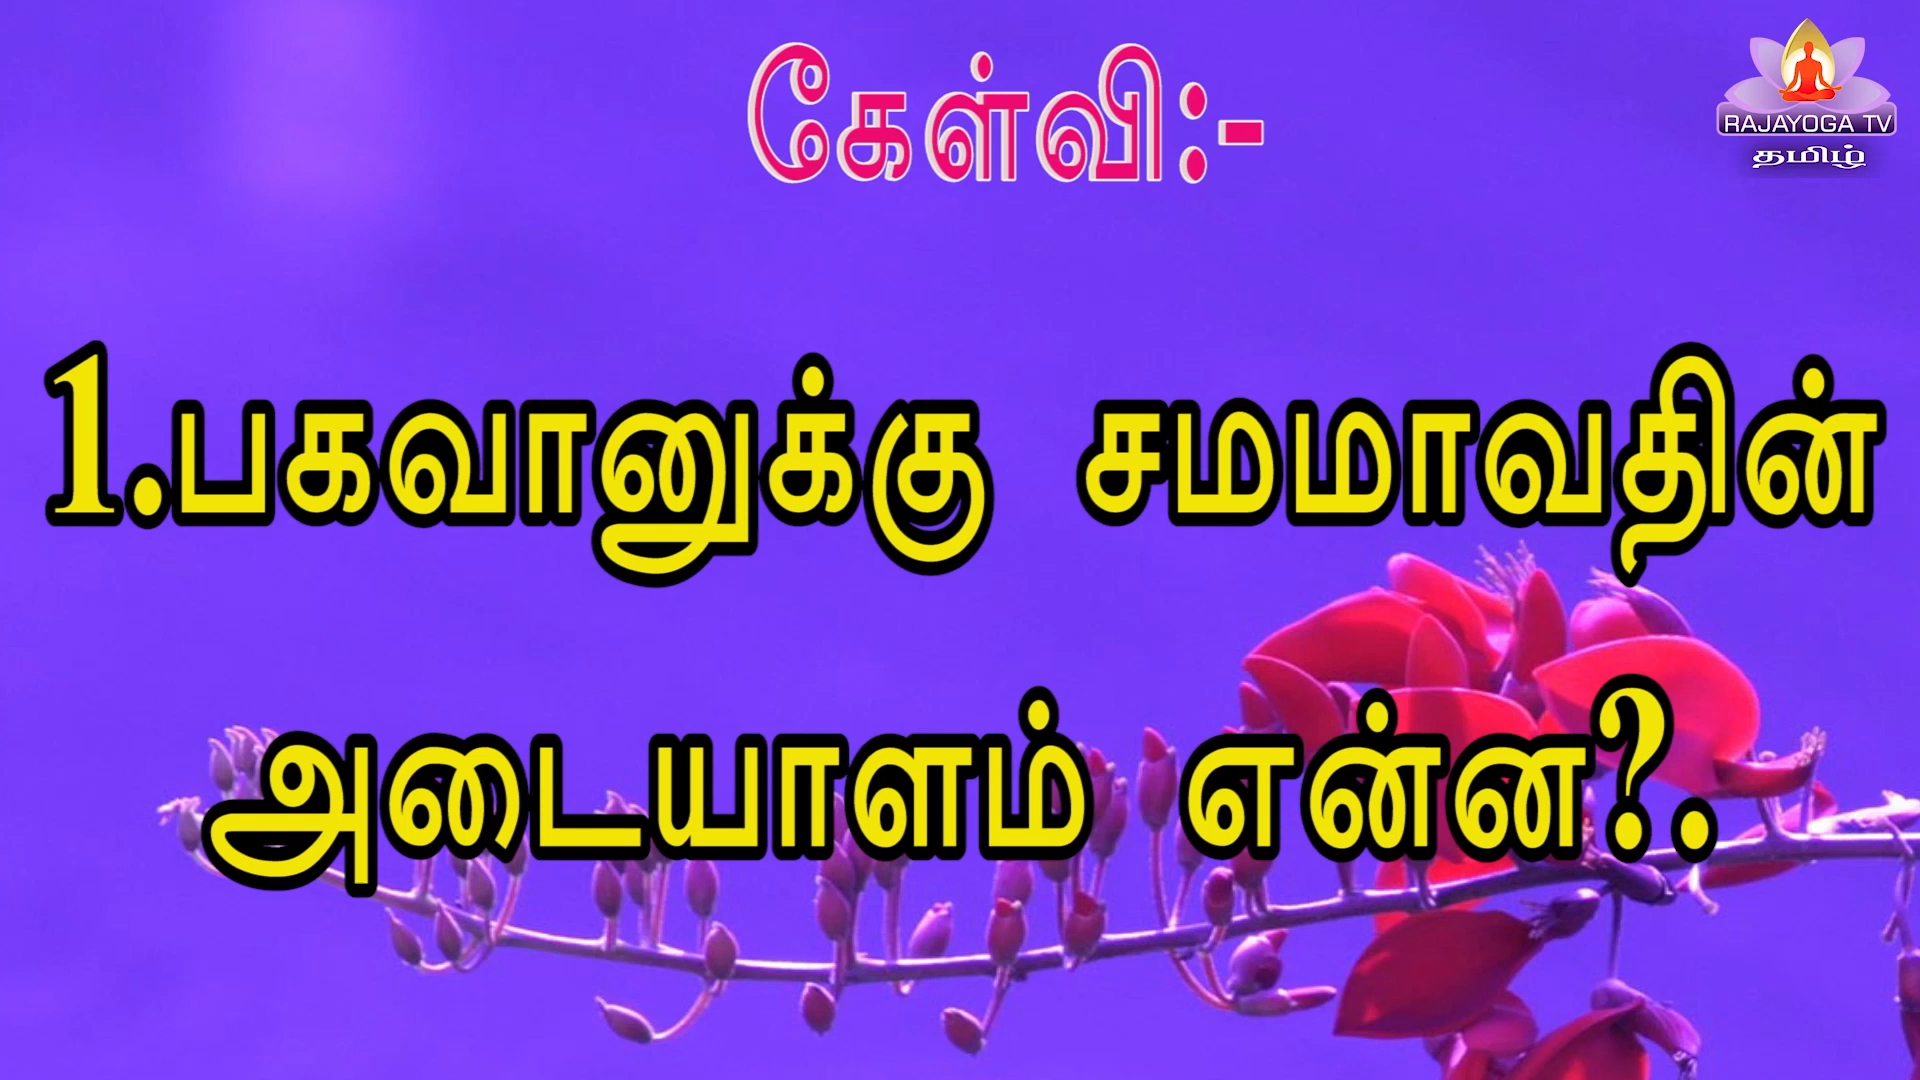 கேள்வி:-
RAJAYOGA TV
தமிழ்
1.பகவானுக்கு சமமாவதின்
அடையாளம் என்ன?.